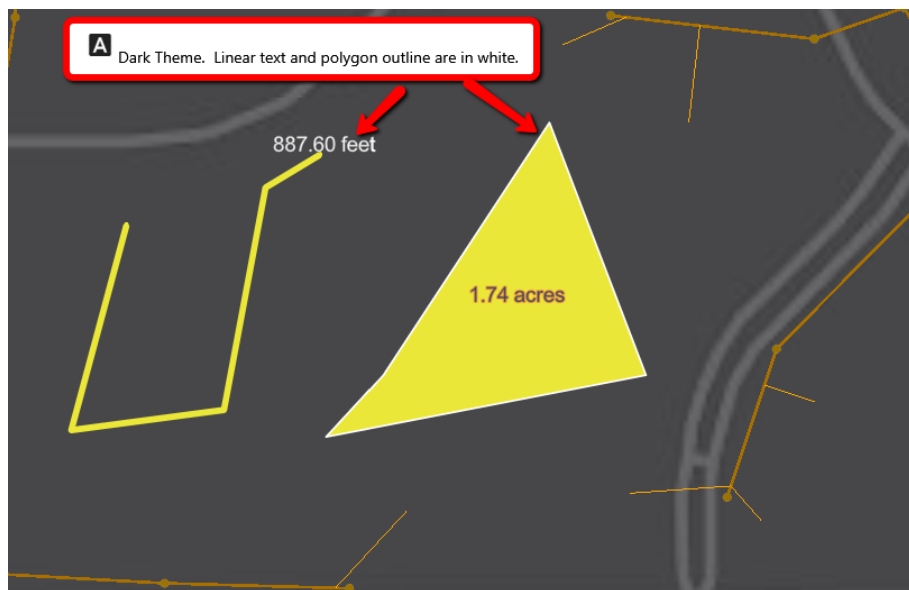 A
Dark Theme.  Linear text and polygon outline are in white.
887.60 feet
1.74 acres